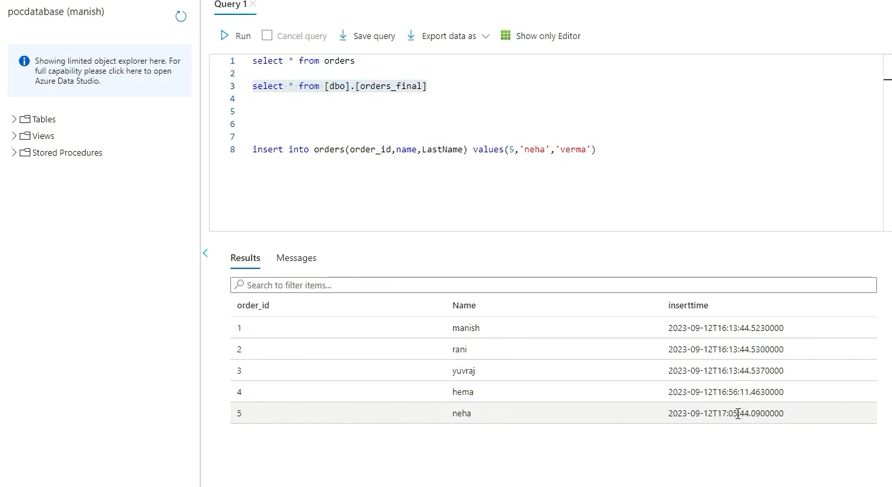 pocdatabase (manish)
Showing limited object explorer here. For
full capability please click here to open
Azure Data Studio.
Tables
Views
Stored Procedures
Query 1
Run Cancel query Save query Export data as Show only Editor
1 select * from orders
2
3 select * from [dbo].[orders_final]
4
5
6
7
8 insert into orders(order_id,name,LastName) values(5,'neha','verma')
Results Messages
Search to filter items...
order_id Name inserttime
1 manish 2023-09-12T16:13:44.5230000
2 rani 2023-09-12T16:13:44.5300000
3 yuvraj 2023-09-12T16:13:44.5370000
4 hema 2023-09-12T16:56:11.4630000
5 neha 2023-09-12T17:05:44.0900000